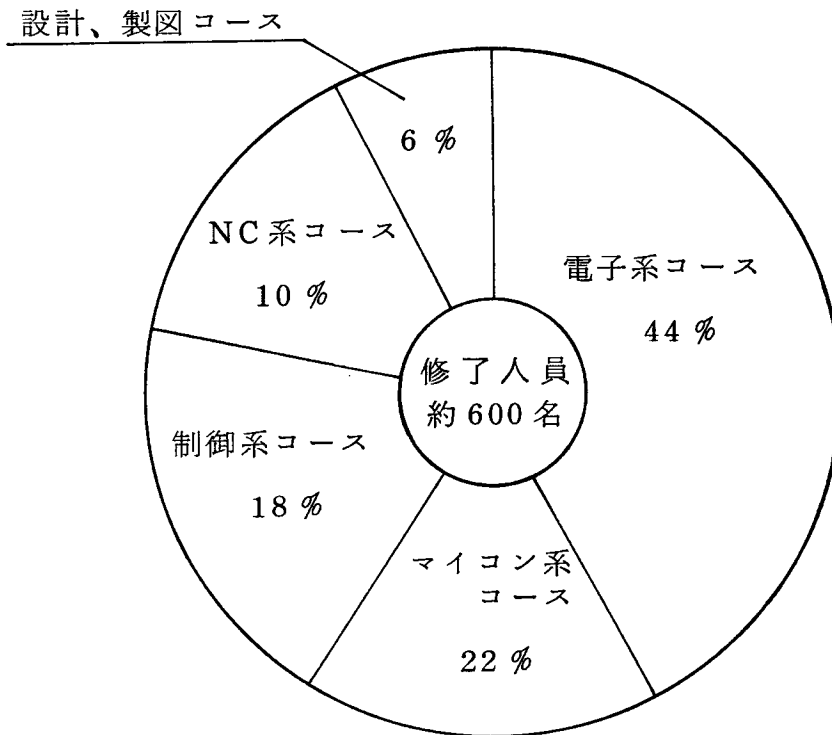 設計、製図コース
6 %
NC系コース
10 %
電子系コース
44 %
修了人員
約600名
制御系コース
18 %
マイコン系
コース
22 %